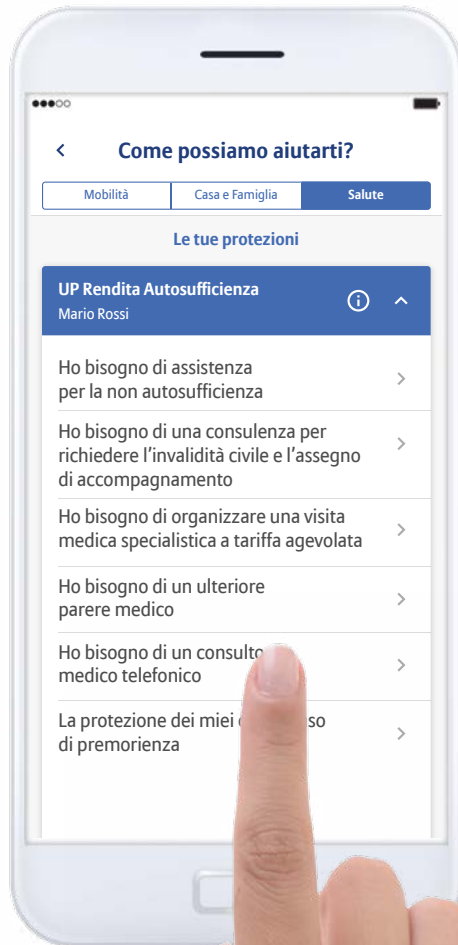 Come possiamo aiutarti?
Mobilità
Casa e Famiglia
Salute
Le tue protezioni
UP Rendita Autosufficienza
Mario Rossi
Ho bisogno di assistenza
per la non autosufficienza
Ho bisogno di una consulenza per
richiedere l'invalidità civile e l'assegno
di accompagnamento
Ho bisogno di organizzare una visita
medica specialistica a tariffa agevolata
Ho bisogno di un ulteriore
parere medico
Ho bisogno di un consulto
medico telefonico
La protezione dei miei
di premorienza